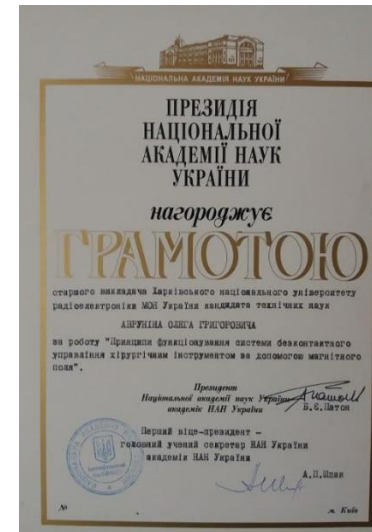 НАЦІОНАЛЬНА АКАДЕМІЯ НАУК УКРАЇНИ
ПРЕЗИДІЯ
НАЦІОНАЛЬНОЇ
АКАДЕМІЇ НАУК
УКРАЇНИ
нагороджує
ГРАМОТОЮ
старшого викладача Харківського національного університету
радіоелектроніки МОН України кандидата технічних наук
АВРУНІНА ОЛЕГА ГРИГОРОВИЧА
за роботу "Принципи функціонування системи безконтактного
управління хірургічним інструментом за допомогою магнітного
поля".
Президент
Національної академії наук України
академік НАН України Б.Є.Патон
Перший віце-президент –
головний учений секретар НАН України
академік НАН України
А.П.Шпак
№ м. Київ